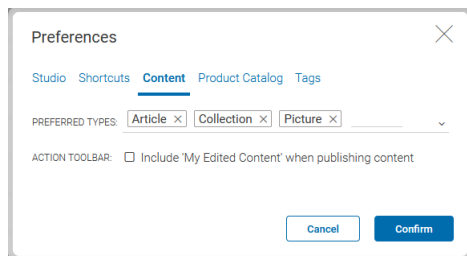 Preferences
Studio Shortcuts Content Product Catalog Tags
PREFERRED TYPES: Article × Collection × Picture ×
ACTION TOOLBAR: Include 'My Edited Content' when publishing content
Cancel Confirm